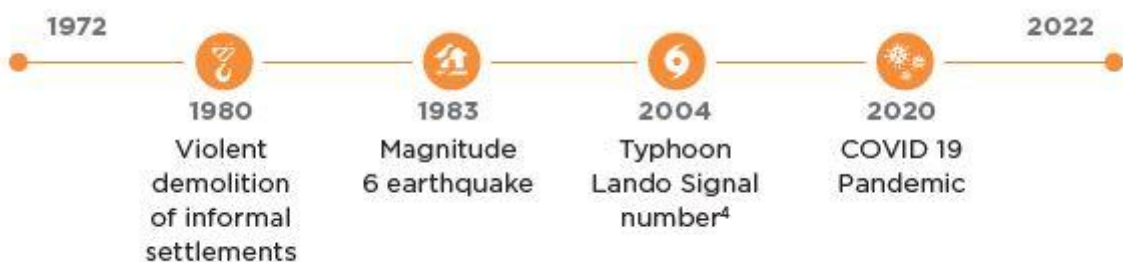 1972
2022
1980
Violent
demolition
of informal
settlements
1983
Magnitude
6 earthquake
2004
Typhoon
Lando Signal
number⁴
2020
COVID 19
Pandemic